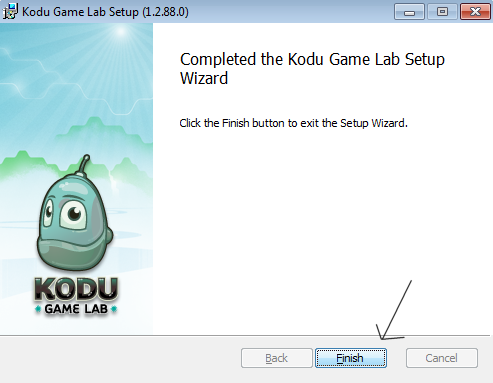 Kodu Game Lab Setup (1.2.88.0)
Completed the Kodu Game Lab Setup
Wizard
Click the Finish button to exit the Setup Wizard.
KODU
GAME LAB
Back
Finish
Cancel